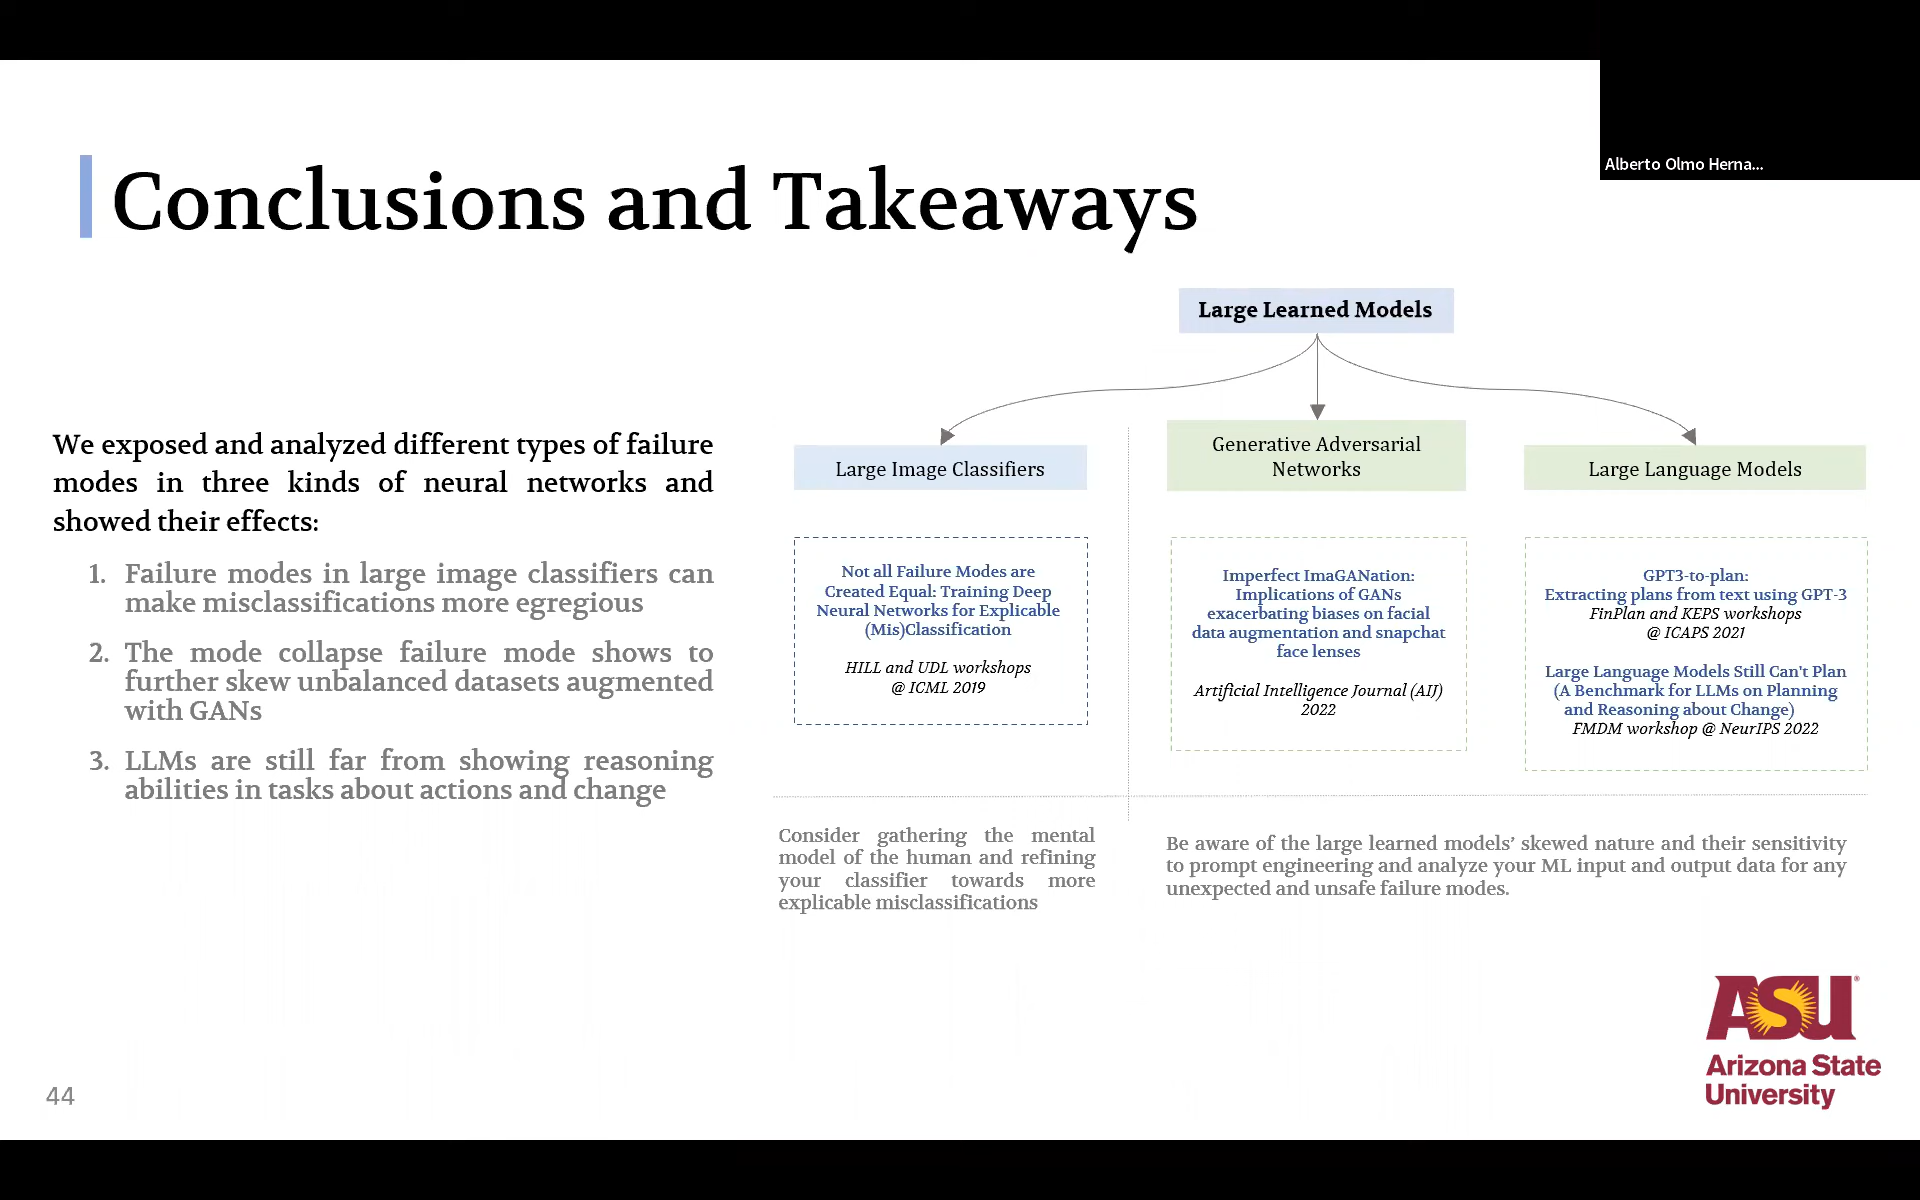 Alberto Olmo Herna...
Conclusions and Takeaways
We exposed and analyzed different types of failure
modes in three kinds of neural networks and
showed their effects:
1. Failure modes in large image classifiers can
make misclassifications more egregious
2. The mode collapse failure mode shows to
further skew unbalanced datasets augmented
with GANs
3. LLMs are still far from showing reasoning
abilities in tasks about actions and change
Large Learned Models
Large Image Classifiers
Not all Failure Modes are
Created Equal: Training Deep
Neural Networks for Explicable
(Mis)Classification
HILL and UDL workshops
@ ICML 2019
Generative Adversarial
Networks
Imperfect ImaGANation:
Implications of GANs
exacerbating biases on facial
data augmentation and snapchat
face lenses
Artificial Intelligence Journal (AIJ)
2022
Large Language Models
GPT3-to-plan:
Extracting plans from text using GPT-3
FinPlan and KEPS workshops
@ ICAPS 2021
Large Language Models Still Can't Plan
(A Benchmark for LLMs on Planning
and Reasoning about Change)
FMDM workshop @ NeurIPS 2022
Consider gathering the mental
model of the human and refining
your classifier towards more
explicable misclassifications
Be aware of the large learned models’ skewed nature and their sensitivity
to prompt engineering and analyze your ML input and output data for any
unexpected and unsafe failure modes.
ASU
Arizona State
University
44